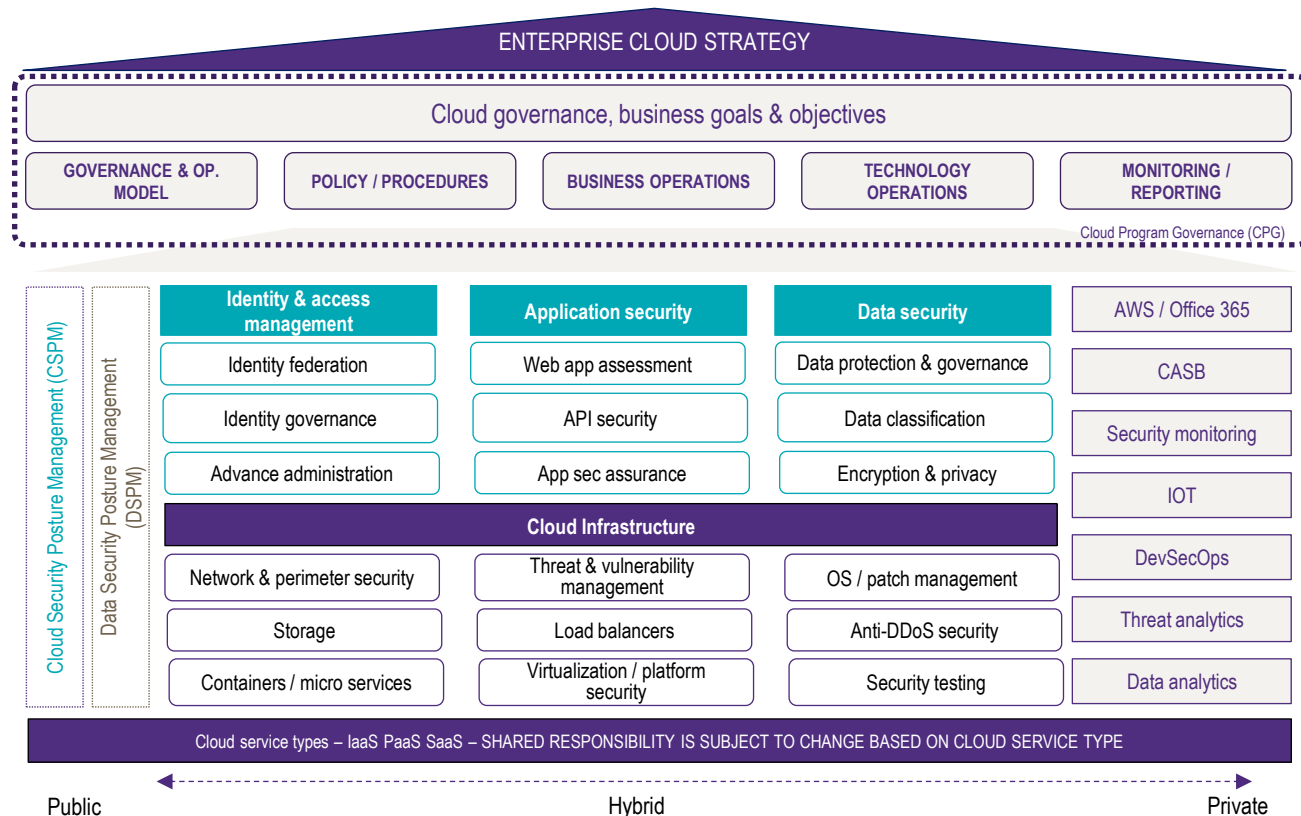 ENTERPRISE CLOUD STRATEGY
Cloud governance, business goals & objectives
GOVERNANCE & OP.
MODEL
POLICY / PROCEDURES
BUSINESS OPERATIONS
TECHNOLOGY
OPERATIONS
MONITORING /
REPORTING
Cloud Program Governance (CPG)
Cloud Security Posture Management (CSPM)
Data Security Posture Management
(DSPM)
Identity & access
management
Identity federation
Identity governance
Advance administration
Application security
Web app assessment
API security
App sec assurance
Data security
Data protection & governance
Data classification
Encryption & privacy
Cloud Infrastructure
Network & perimeter security
Storage
Containers / micro services
Threat & vulnerability
management
Load balancers
Virtualization / platform
security
OS / patch management
Anti-DDoS security
Security testing
AWS / Office 365
CASB
Security monitoring
IOT
DevSecOps
Threat analytics
Data analytics
Cloud service types – IaaS PaaS SaaS – SHARED RESPONSIBILITY IS SUBJECT TO CHANGE BASED ON CLOUD SERVICE TYPE
Public
Hybrid
Private